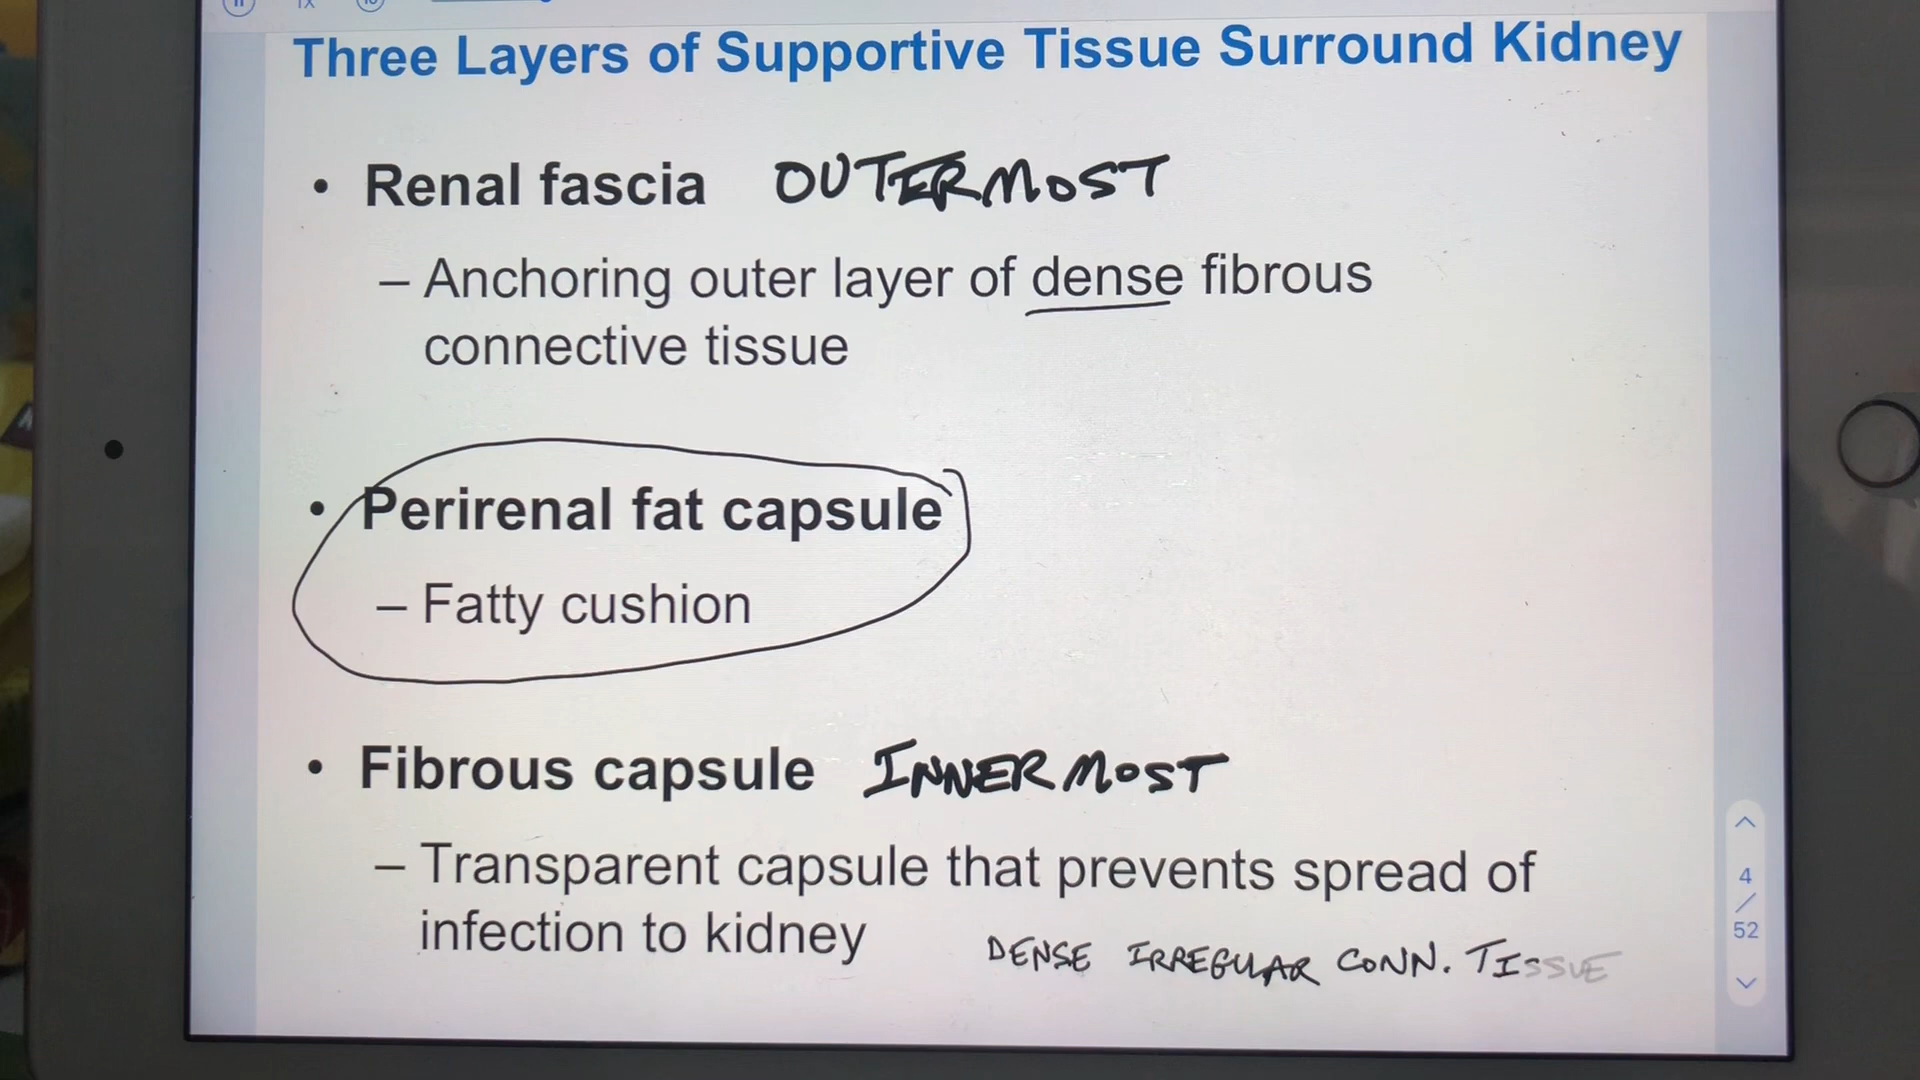 1x
Three Layers of Supportive Tissue Surround Kidney
• Renal fascia OUTERMOST
– Anchoring outer layer of dense fibrous
connective tissue
• Perirenal fat capsule
– Fatty cushion
• Fibrous capsule INNERMOST
– Transparent capsule that prevents spread of
infection to kidney
DENSE IRREGULAR CONN. TISSUE
4
/
52